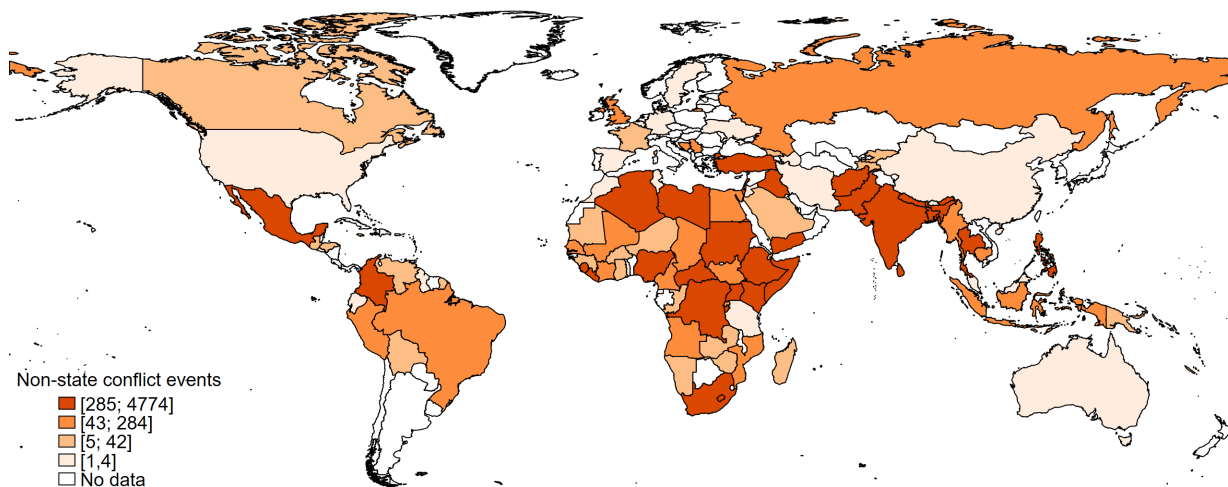 Non-state conflict events
[285; 4774]
[43; 284]
[5; 42]
[1,4]
No data